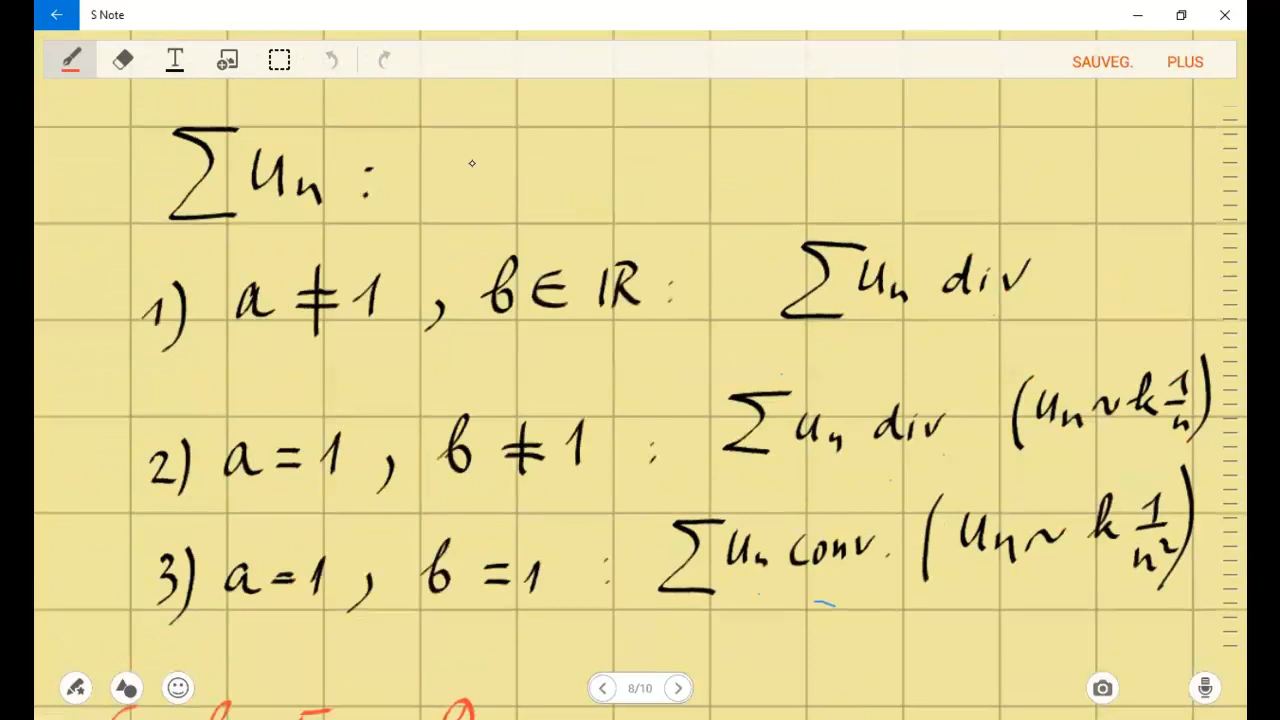 S Note
SAUVEG. PLUS
∑ Un :
1) a ≠ 1 , b ∈ IR : ∑ Un div
2) a = 1 , b ≠ 1 : ∑ Un div (Un ~ k 1/n)
3) a = 1 , b = 1 : ∑ Un conv. (Un ~ k 1/n²)
8/10